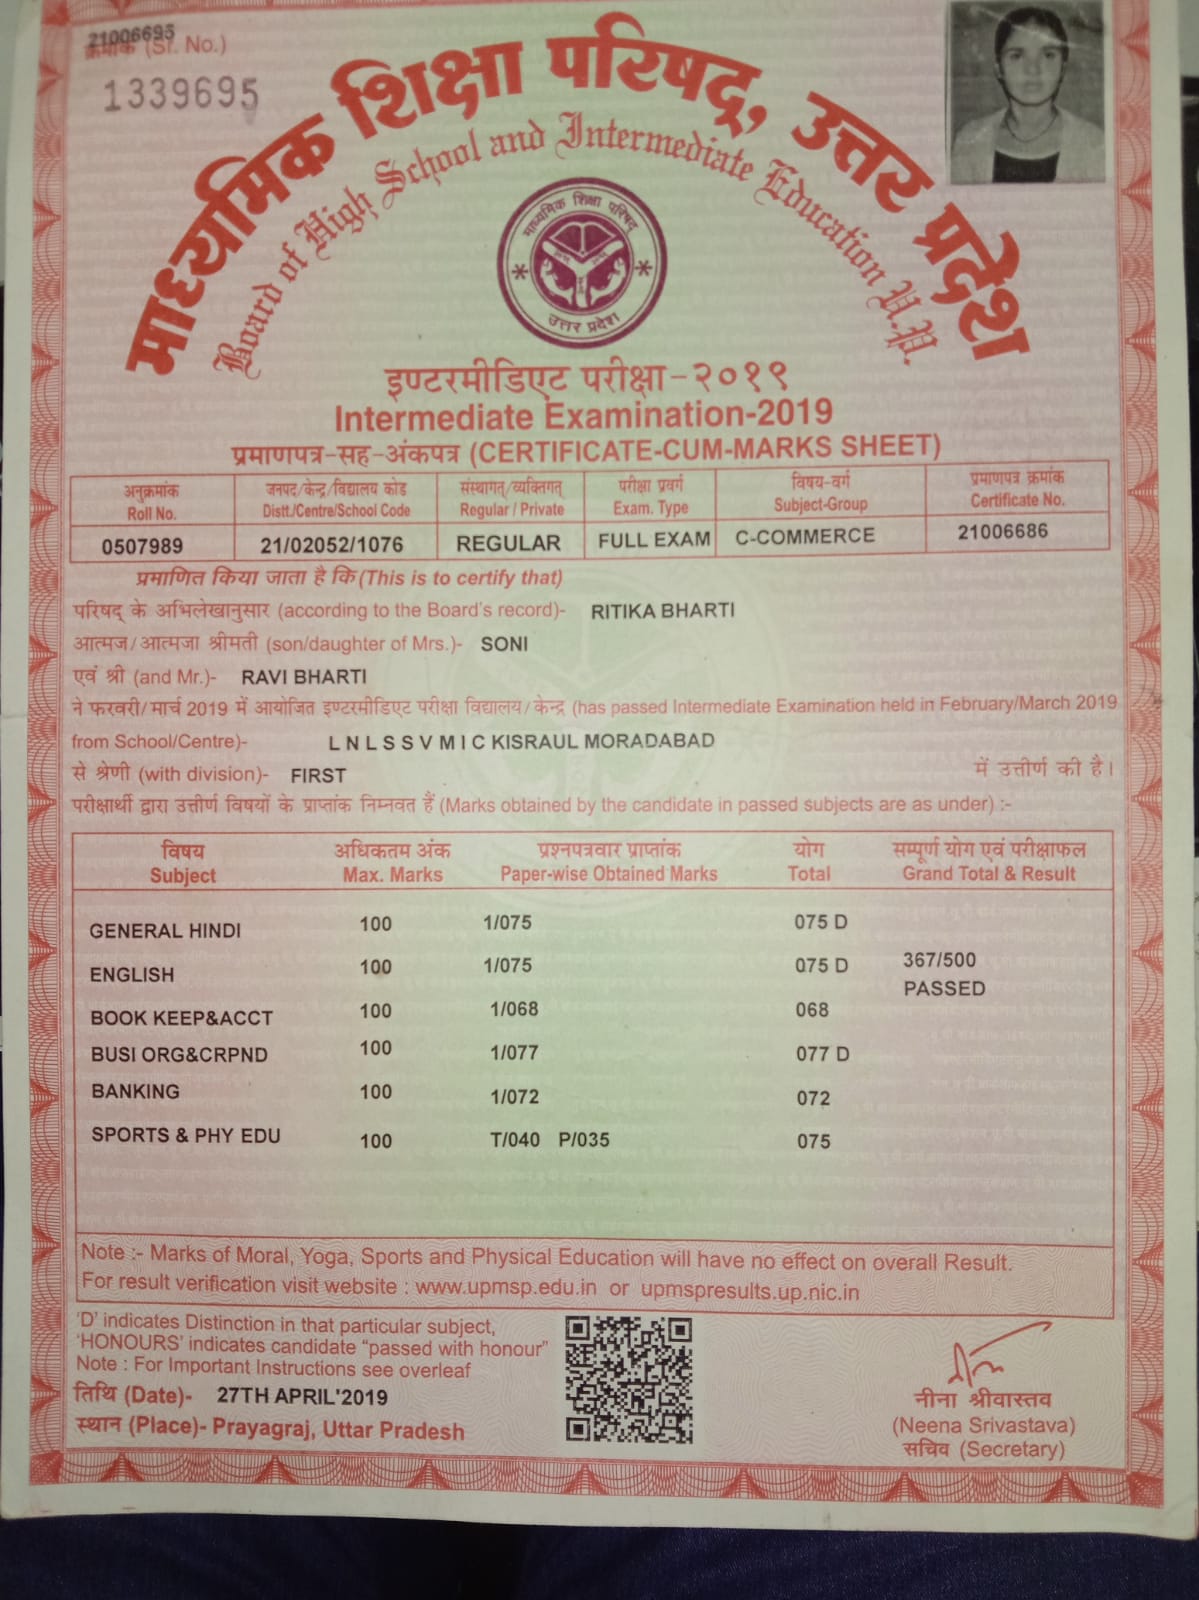 21006695
क्रमांक (Sr. No.)
1339695
माध्यमिक शिक्षा परिषद्, उत्तर प्रदेश
Board of High School and Intermediate Education U.P.
माध्यमिक शिक्षा परिषद्
उत्तर प्रदेश
इण्टरमीडिएट परीक्षा-२०१९
Intermediate Examination-2019
प्रमाणपत्र-सह-अंकपत्र (CERTIFICATE-CUM-MARKS SHEET)
अनुक्रमांक जनपद/केन्द्र/विद्यालय कोड संस्थागत्/व्यक्तिगत् परीक्षा प्रवर्ग विषय-वर्ग प्रमाणपत्र क्रमांक
Roll No. Distt./Centre/School Code Regular / Private Exam. Type Subject-Group Certificate No.
0507989 21/02052/1076 REGULAR FULL EXAM C-COMMERCE 21006686
प्रमाणित किया जाता है कि (This is to certify that)
परिषद् के अभिलेखानुसार (according to the Board's record)- RITIKA BHARTI
आत्मज/आत्मजा श्रीमती (son/daughter of Mrs.)- SONI
एवं श्री (and Mr.)- RAVI BHARTI
ने फरवरी/मार्च 2019 में आयोजित इण्टरमीडिएट परीक्षा विद्यालय/केन्द्र (has passed Intermediate Examination held in February/March 2019
from School/Centre)- L N L S S V M I C KISRAUL MORADABAD
से श्रेणी (with division)- FIRST में उत्तीर्ण की है।
परीक्षार्थी द्वारा उत्तीर्ण विषयों के प्राप्तांक निम्नवत हैं (Marks obtained by the candidate in passed subjects are as under) :-
विषय अधिकतम अंक प्रश्नपत्रवार प्राप्तांक योग सम्पूर्ण योग एवं परीक्षाफल
Subject Max. Marks Paper-wise Obtained Marks Total Grand Total & Result
GENERAL HINDI 100 1/075 075 D
ENGLISH 100 1/075 075 D 367/500
PASSED
BOOK KEEP&ACCT 100 1/068 068
BUSI ORG&CRPND 100 1/077 077 D
BANKING 100 1/072 072
SPORTS & PHY EDU 100 T/040 P/035 075
Note :- Marks of Moral, Yoga, Sports and Physical Education will have no effect on overall Result.
For result verification visit website : www.upmsp.edu.in or upmspresults.up.nic.in
'D' indicates Distinction in that particular subject,
'HONOURS' indicates candidate "passed with honour"
Note : For Important Instructions see overleaf
तिथि (Date)- 27TH APRIL'2019
स्थान (Place)- Prayagraj, Uttar Pradesh
नीना श्रीवास्तव
(Neena Srivastava)
सचिव (Secretary)